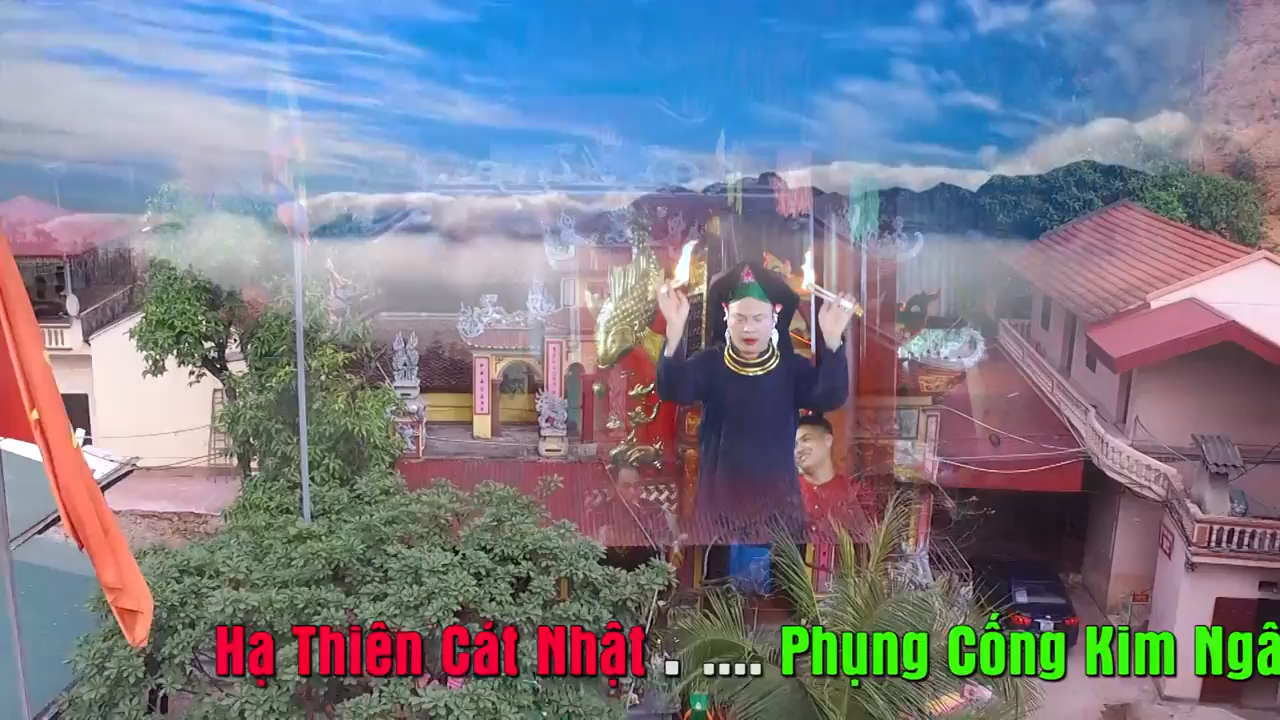 Hạ Thiên Cát Nhật . .... Phụng Cống Kim Ngâ